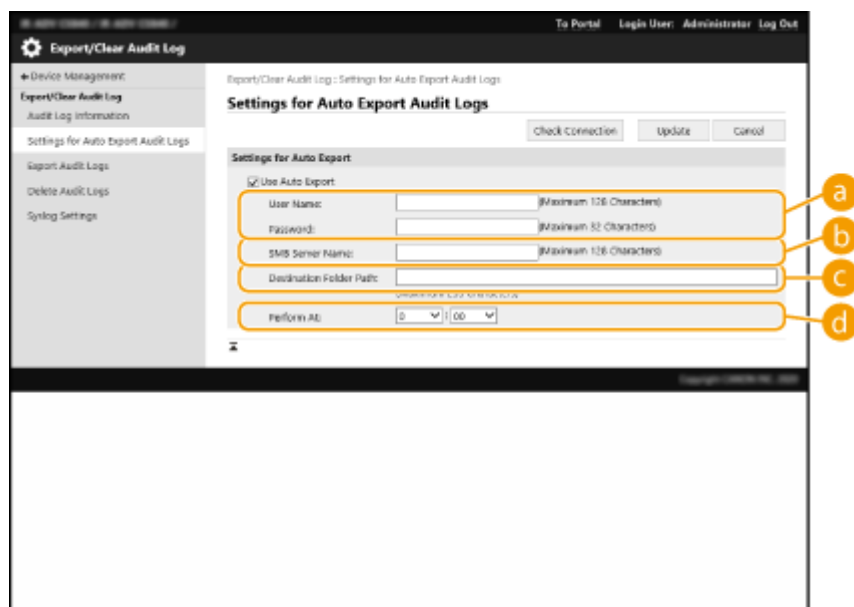 To Portal Login User: Administrator Log Out
Export/Clear Audit Log
Device Management
Export/Clear Audit Log : Settings for Auto Export Audit Logs
Export/Clear Audit Log
Audit Log Information
Settings for Auto Export Audit Logs
Export Audit Logs
Delete Audit Logs
Syslog Settings
Settings for Auto Export Audit Logs
Check Connection Update Cancel
Settings for Auto Export
Use Auto Export
User Name: (Maximum 128 Characters)
Password: (Maximum 32 Characters)
SMB Server Name: (Maximum 128 Characters)
Destination Folder Path:
Perform At: 0 : 00
a
b
c
d